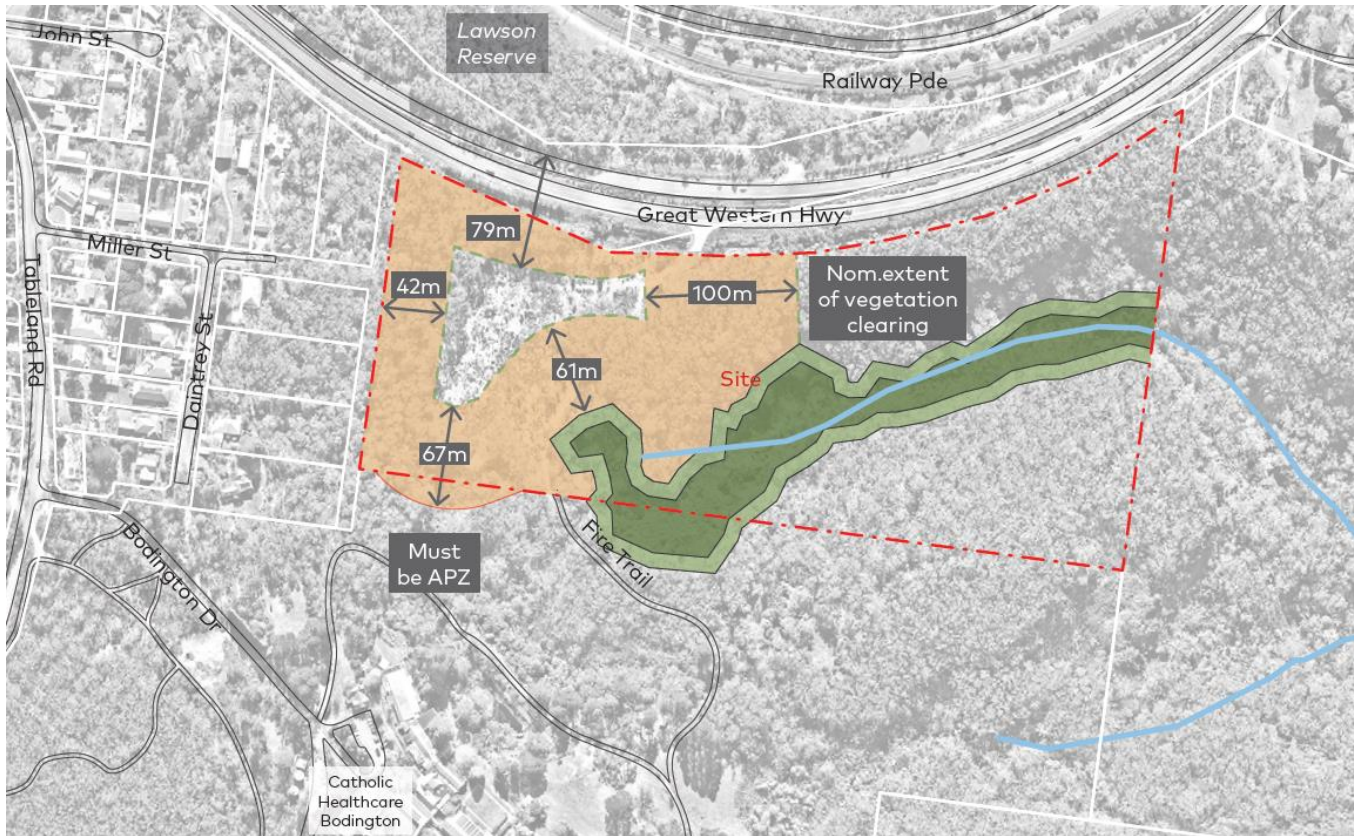 John St
Lawson
Reserve
Railway Pde
Great Western Hwy
Miller St
79m
42m
100m
Nom.extent
of vegetation
clearing
Tableland Rd
Daintrey St
61m
Site
67m
Must
be APZ
Fire Trail
Bodington Dr
Catholic
Healthcare
Bodington